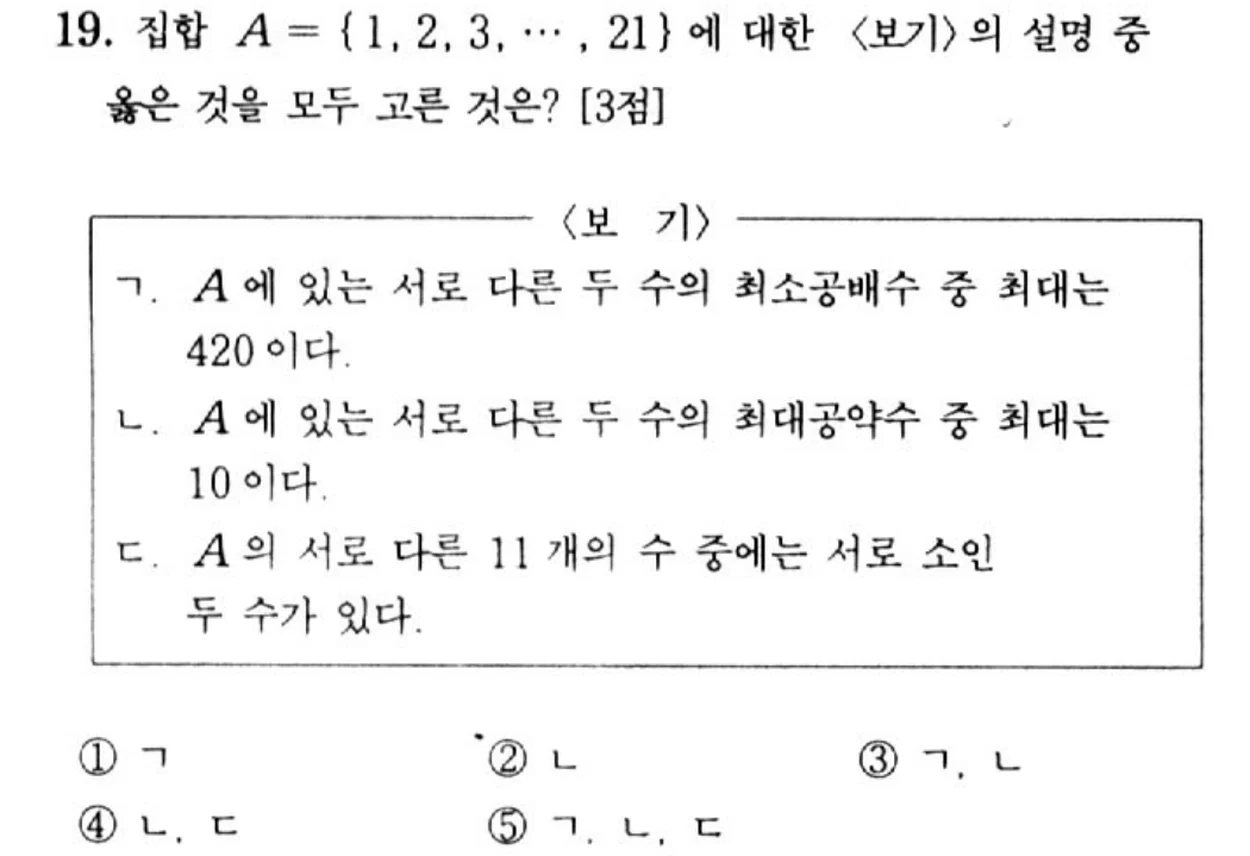 19. 집합 A = { 1, 2, 3, ⋯ , 21 } 에 대한 〈보기〉의 설명 중
옳은 것을 모두 고른 것은? [3점]
〈보 기〉
ㄱ. A 에 있는 서로 다른 두 수의 최소공배수 중 최대는
420 이다.
ㄴ. A 에 있는 서로 다른 두 수의 최대공약수 중 최대는
10 이다.
ㄷ. A 의 서로 다른 11 개의 수 중에는 서로 소인
두 수가 있다.
① ㄱ ② ㄴ ③ ㄱ, ㄴ
④ ㄴ, ㄷ ⑤ ㄱ, ㄴ, ㄷ